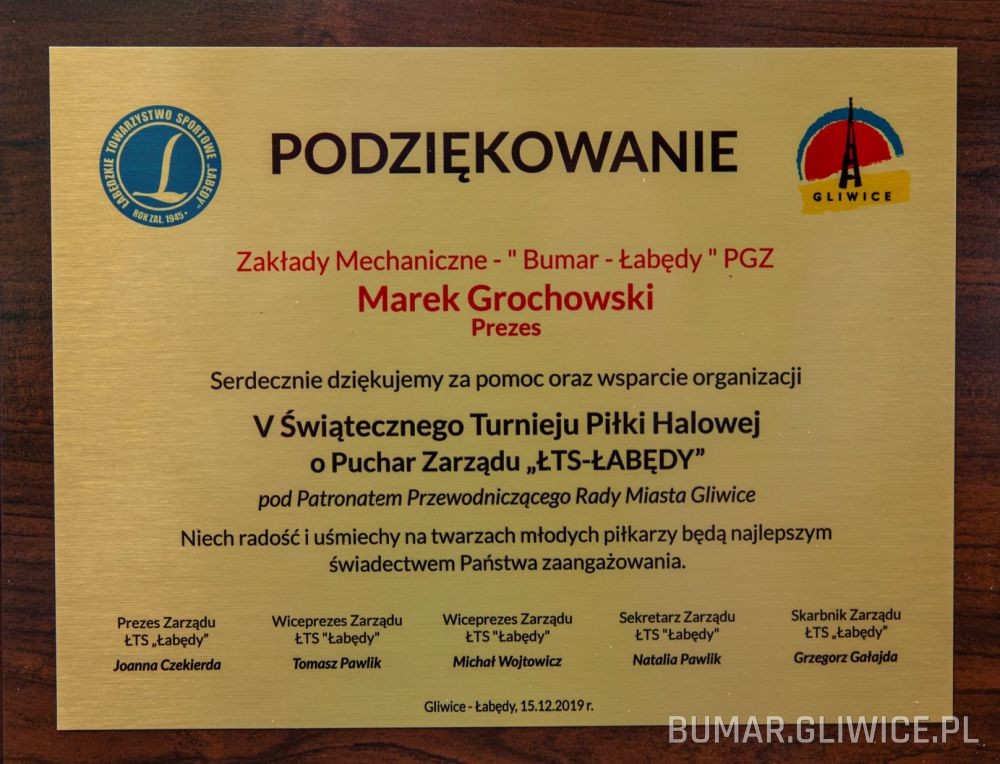 ŁABĘDZKIE TOWARZYSTWO SPORTOWE „ŁABĘDY"
ROK ZAŁ. 1945
PODZIĘKOWANIE
GLIWICE
Zakłady Mechaniczne - " Bumar - Łabędy " PGZ
Marek Grochowski
Prezes
Serdecznie dziękujemy za pomoc oraz wsparcie organizacji
V Świątecznego Turnieju Piłki Halowej
o Puchar Zarządu „ŁTS-ŁABĘDY”
pod Patronatem Przewodniczącego Rady Miasta Gliwice
Niech radość i uśmiechy na twarzach młodych piłkarzy będą najlepszym
świadectwem Państwa zaangażowania.
Prezes Zarządu
ŁTS „Łabędy”
Joanna Czekierda
Wiceprezes Zarządu
ŁTS "Łabędy"
Tomasz Pawlik
Wiceprezes Zarządu
ŁTS "Łabędy"
Michał Wojtowicz
Sekretarz Zarządu
ŁTS "Łabędy"
Natalia Pawlik
Skarbnik Zarządu
ŁTS „Łabędy”
Grzegorz Gałajda
Gliwice - Łabędy, 15.12.2019 r.
BUMAR.GLIWICE.PL